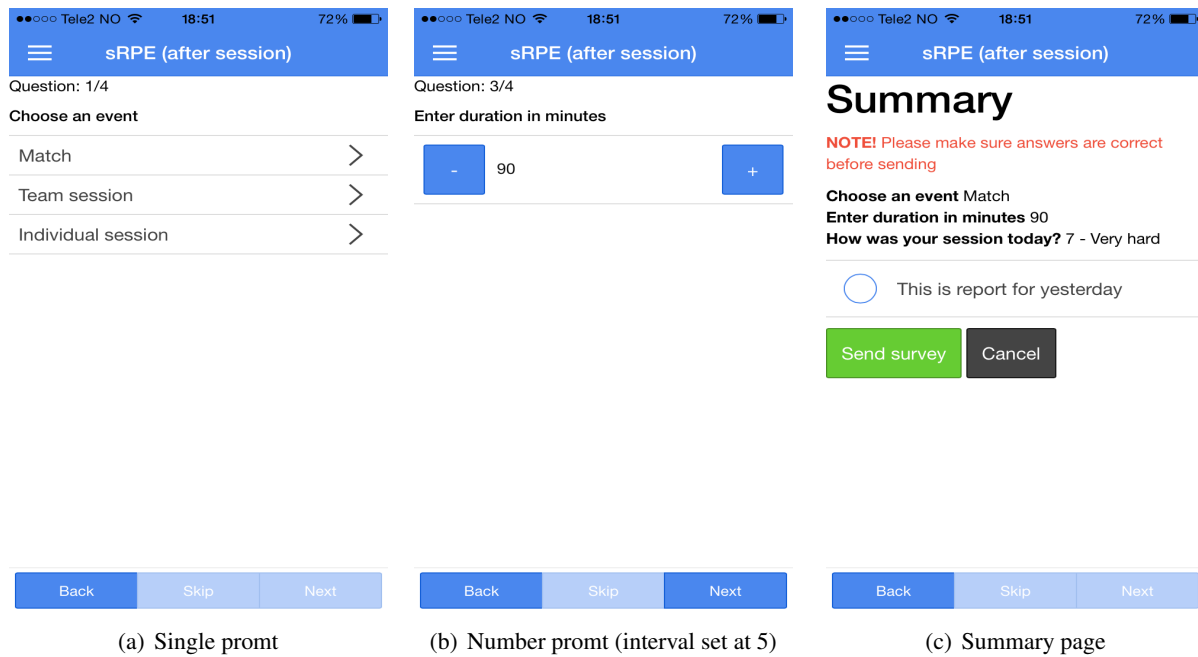 Tele2 NO 18:51 72%
sRPE (after session)
Question: 1/4
Choose an event
Match
Team session
Individual session
Back Skip Next
(a) Single promt
Tele2 NO 18:51 72%
sRPE (after session)
Question: 3/4
Enter duration in minutes
- 90 +
Back Skip Next
(b) Number promt (interval set at 5)
Tele2 NO 18:51 72%
sRPE (after session)
Summary
NOTE! Please make sure answers are correct
before sending
Choose an event Match
Enter duration in minutes 90
How was your session today? 7 - Very hard
This is report for yesterday
Send survey Cancel
Back Skip Next
(c) Summary page